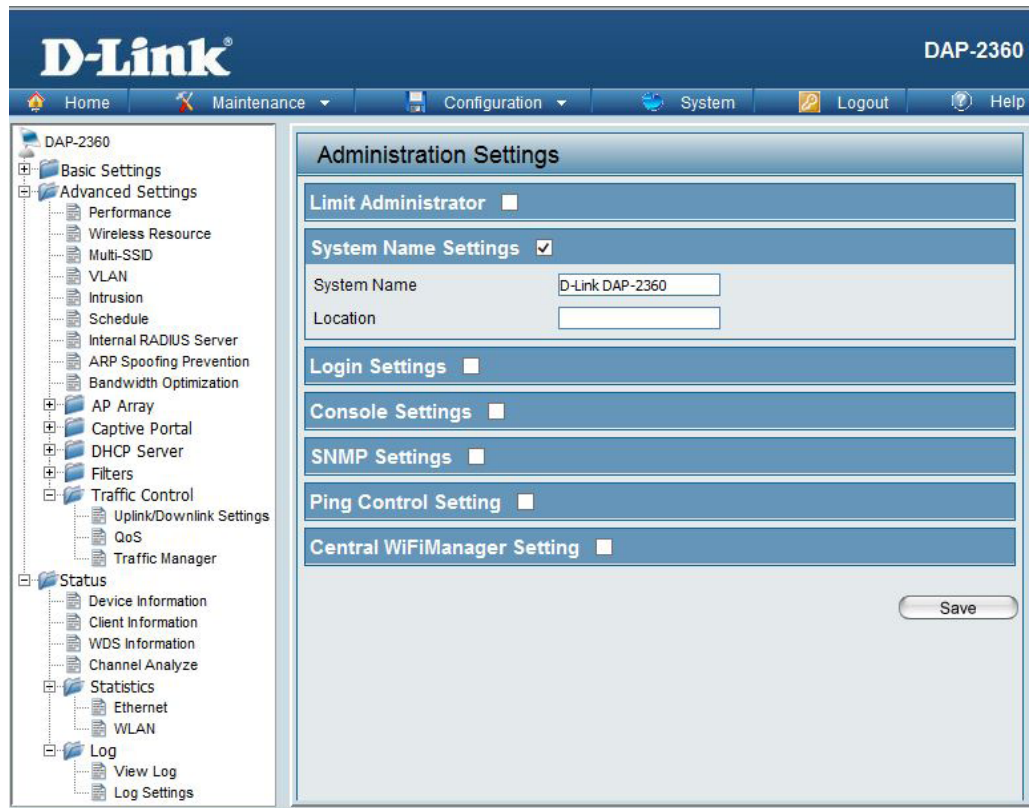 D-Link®
DAP-2360
Home Maintenance Configuration System Logout Help
DAP-2360
Basic Settings
Advanced Settings
Performance
Wireless Resource
Multi-SSID
VLAN
Intrusion
Schedule
Internal RADIUS Server
ARP Spoofing Prevention
Bandwidth Optimization
AP Array
Captive Portal
DHCP Server
Filters
Traffic Control
Uplink/Downlink Settings
QoS
Traffic Manager
Status
Device Information
Client Information
WDS Information
Channel Analyze
Statistics
Ethernet
WLAN
Log
View Log
Log Settings
Administration Settings
Limit Administrator
System Name Settings
System Name D-Link DAP-2360
Location
Login Settings
Console Settings
SNMP Settings
Ping Control Setting
Central WiFiManager Setting
Save